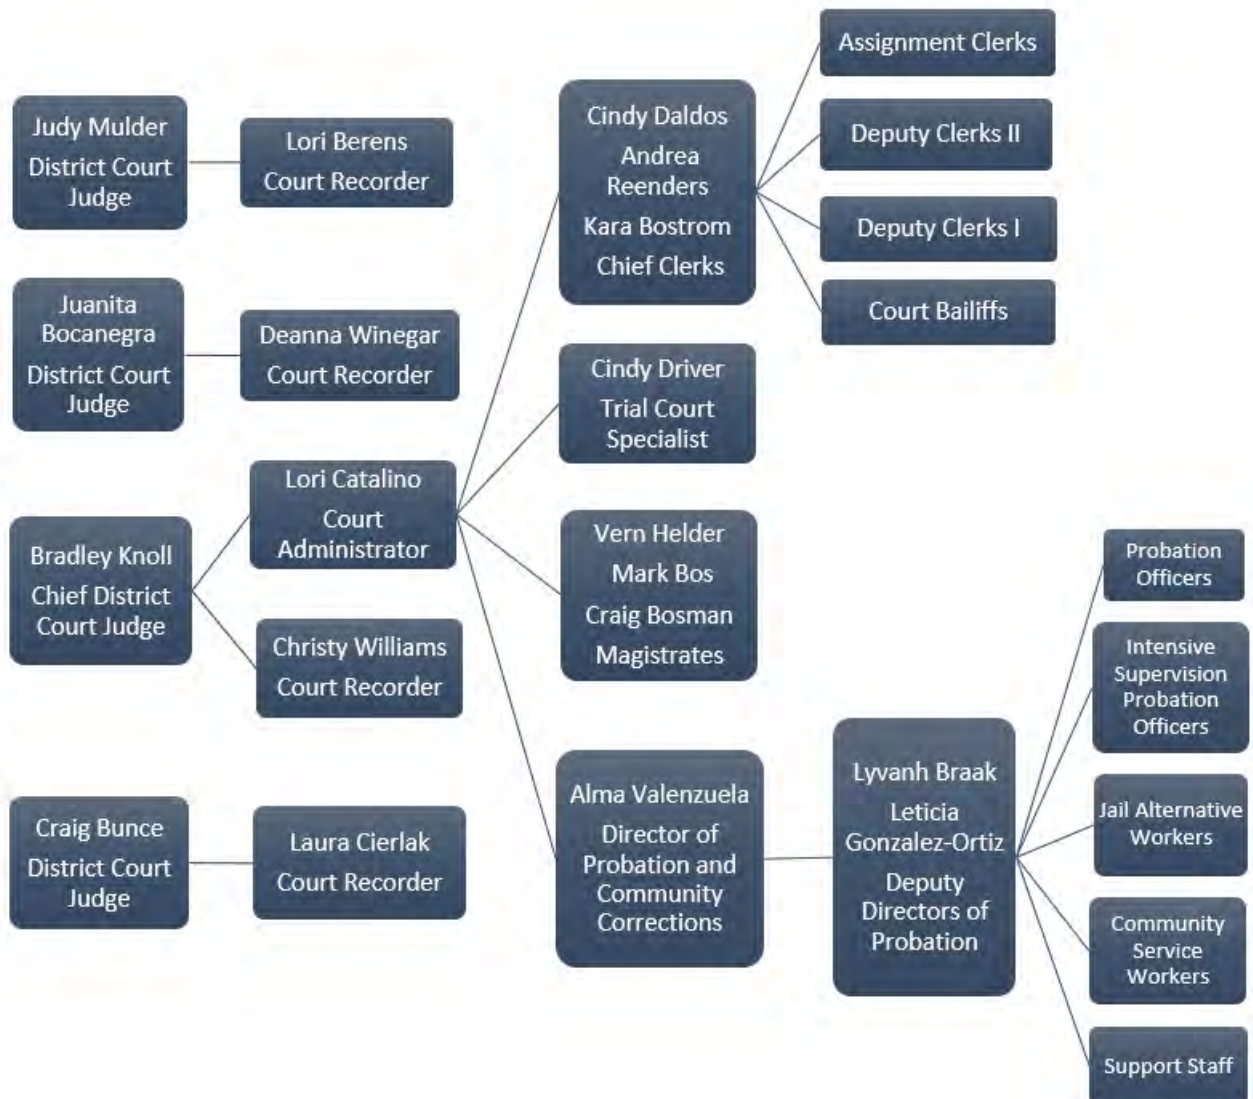 Judy Mulder
District Court
Judge
Lori Berens
Court Recorder
Juanita
Bocanegra
District Court
Judge
Deanna Winegar
Court Recorder
Bradley Knoll
Chief District
Court Judge
Lori Catalino
Court
Administrator
Christy Williams
Court Recorder
Craig Bunce
District Court
Judge
Laura Cierlak
Court Recorder
Cindy Daldos
Andrea
Reenders
Kara Bostrom
Chief Clerks
Assignment Clerks
Deputy Clerks II
Deputy Clerks I
Court Bailiffs
Cindy Driver
Trial Court
Specialist
Vern Helder
Mark Bos
Craig Bosman
Magistrates
Alma Valenzuela
Director of
Probation and
Community
Corrections
Lyvanh Braak
Leticia
Gonzalez-Ortiz
Deputy
Directors of
Probation
Probation
Officers
Intensive
Supervision
Probation
Officers
Jail Alternative
Workers
Community
Service
Workers
Support Staff